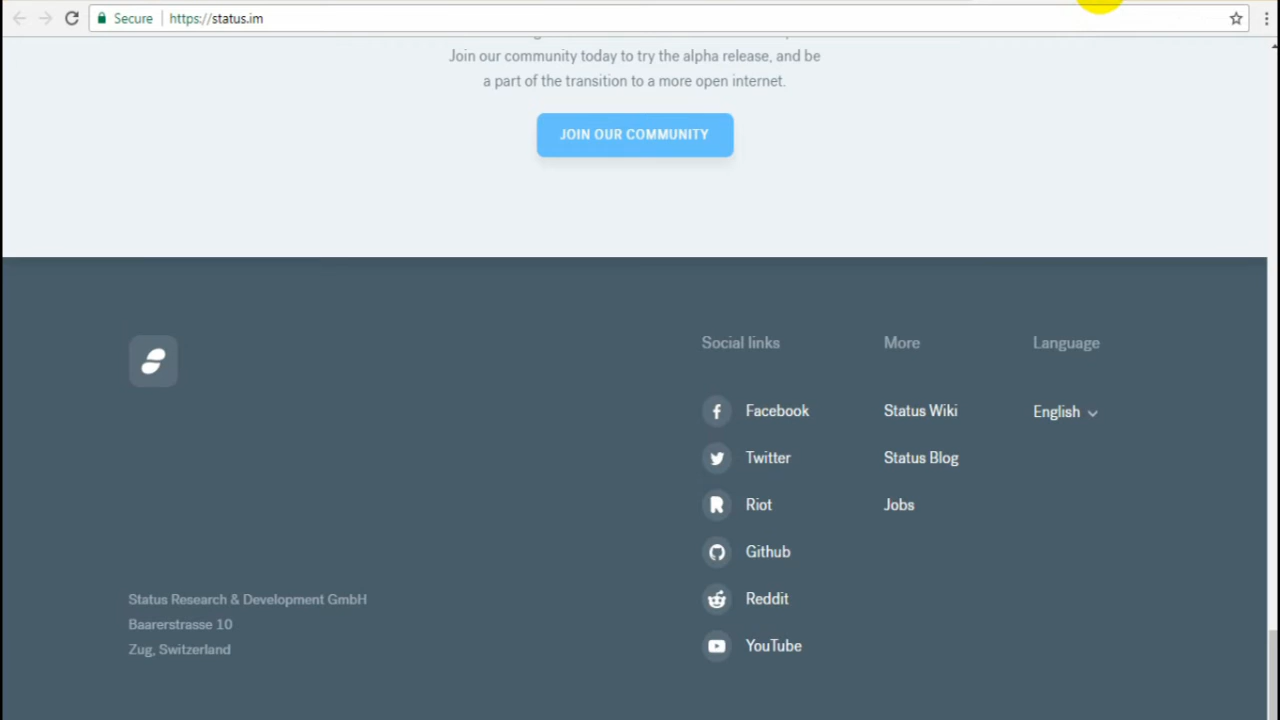 Secure https://status.im
Join our community today to try the alpha release, and be
a part of the transition to a more open internet.
JOIN OUR COMMUNITY
Social links
Facebook
Twitter
Riot
Github
Reddit
YouTube
More
Status Wiki
Status Blog
Jobs
Language
English
Status Research & Development GmbH
Baarerstrasse 10
Zug, Switzerland